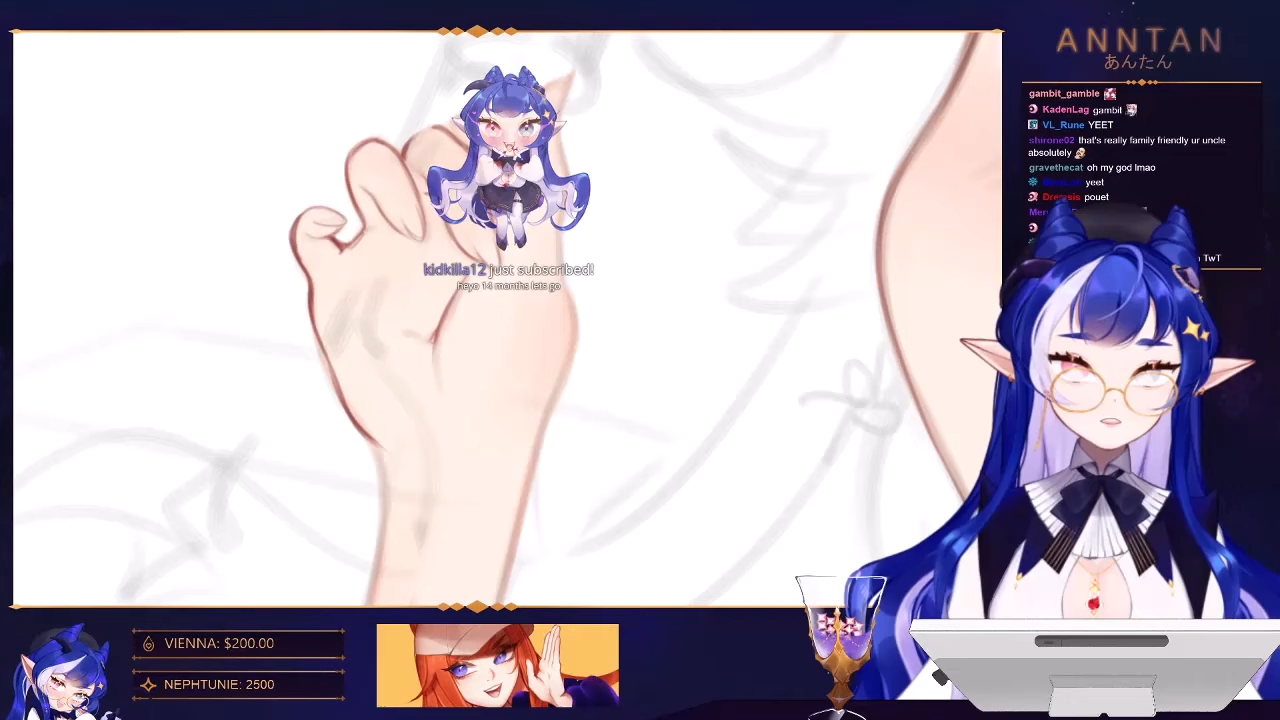 ANNTAN
あんたん
gambit_gamble
KadenLag gambit
VL_Rune YEET
shirone02 that's really family friendly ur uncle
absolutely
gravethecat oh my god lmao
yeet
pouet
TwT
kidkilla12 just subscribed!
heyo 14 months lets go
VIENNA: $200.00
NEPHTUNIE: 2500